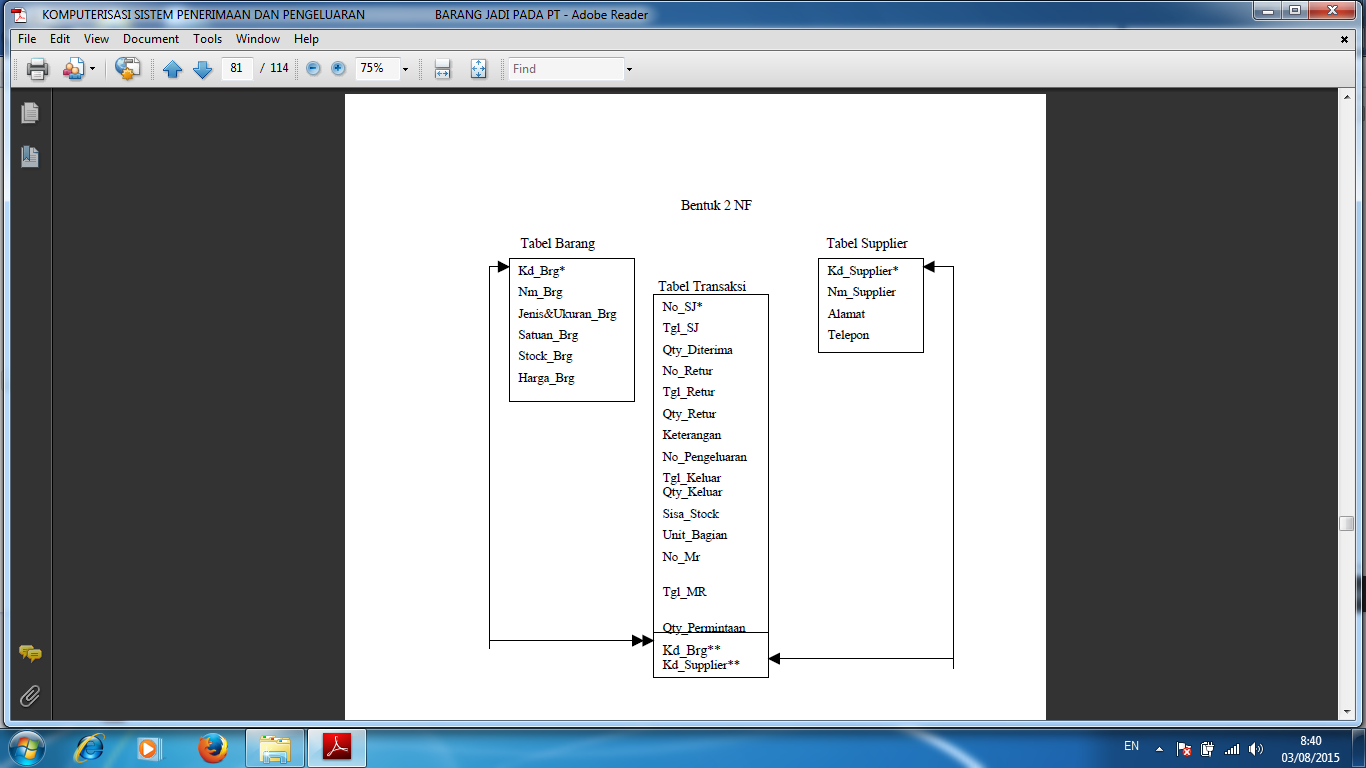 KOMPUTERISASI SISTEM PENERIMAAN DAN PENGELUARAN BARANG JADI PADA PT - Adobe Reader
File Edit View Document Tools Window Help
81 / 114 75% Find
Bentuk 2 NF
Tabel Barang
Kd_Brg*
Nm_Brg
Jenis&Ukuran_Brg
Satuan_Brg
Stock_Brg
Harga_Brg
Tabel Transaksi
No_SJ*
Tgl_SJ
Qty_Diterima
No_Retur
Tgl_Retur
Qty_Retur
Keterangan
No_Pengeluaran
Tgl_Keluar
Qty_Keluar
Sisa_Stock
Unit_Bagian
No_Mr
Tgl_MR
Qty_Permintaan
Kd_Brg**
Kd_Supplier**
Tabel Supplier
Kd_Supplier*
Nm_Supplier
Alamat
Telepon
EN
8:40
03/08/2015